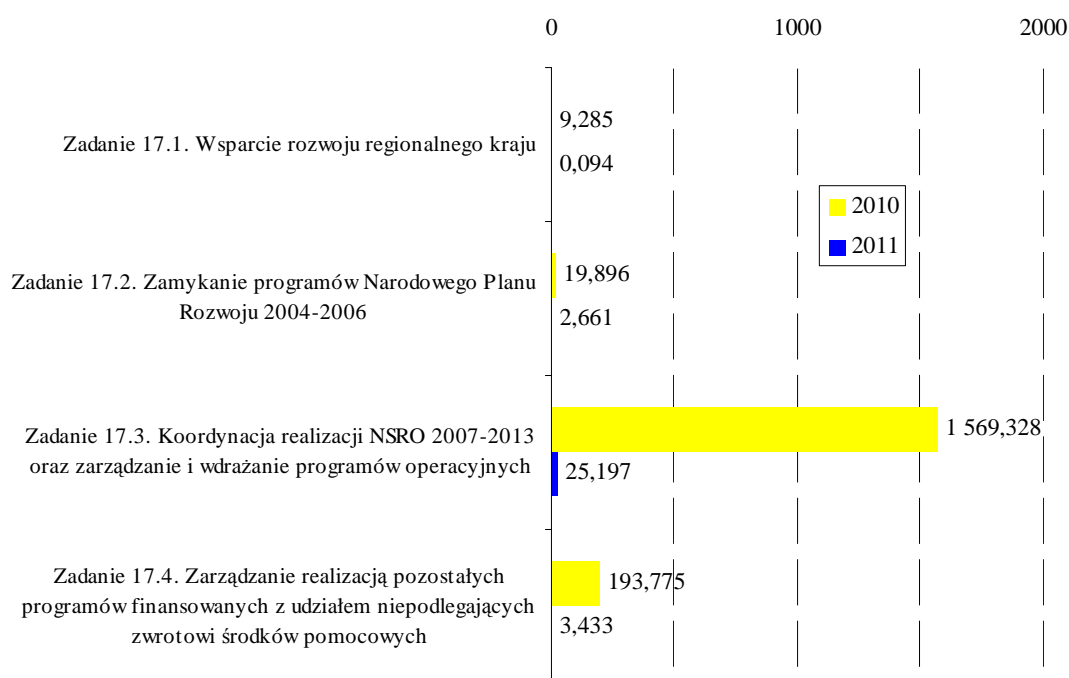 0 1000 2000
9,285
Zadanie 17.1. Wsparcie rozwoju regionalnego kraju
0,094
2010
2011
19,896
Zadanie 17.2. Zamykanie programów Narodowego Planu
Rozwoju 2004-2006
2,661
1 569,328
Zadanie 17.3. Koordynacja realizacji NSRO 2007-2013
oraz zarządzanie i wdrażanie programów operacyjnych
25,197
Zadanie 17.4. Zarządzanie realizacją pozostałych
programów finansowanych z udziałem niepodlegających
zwrotowi środków pomocowych
193,775
3,433